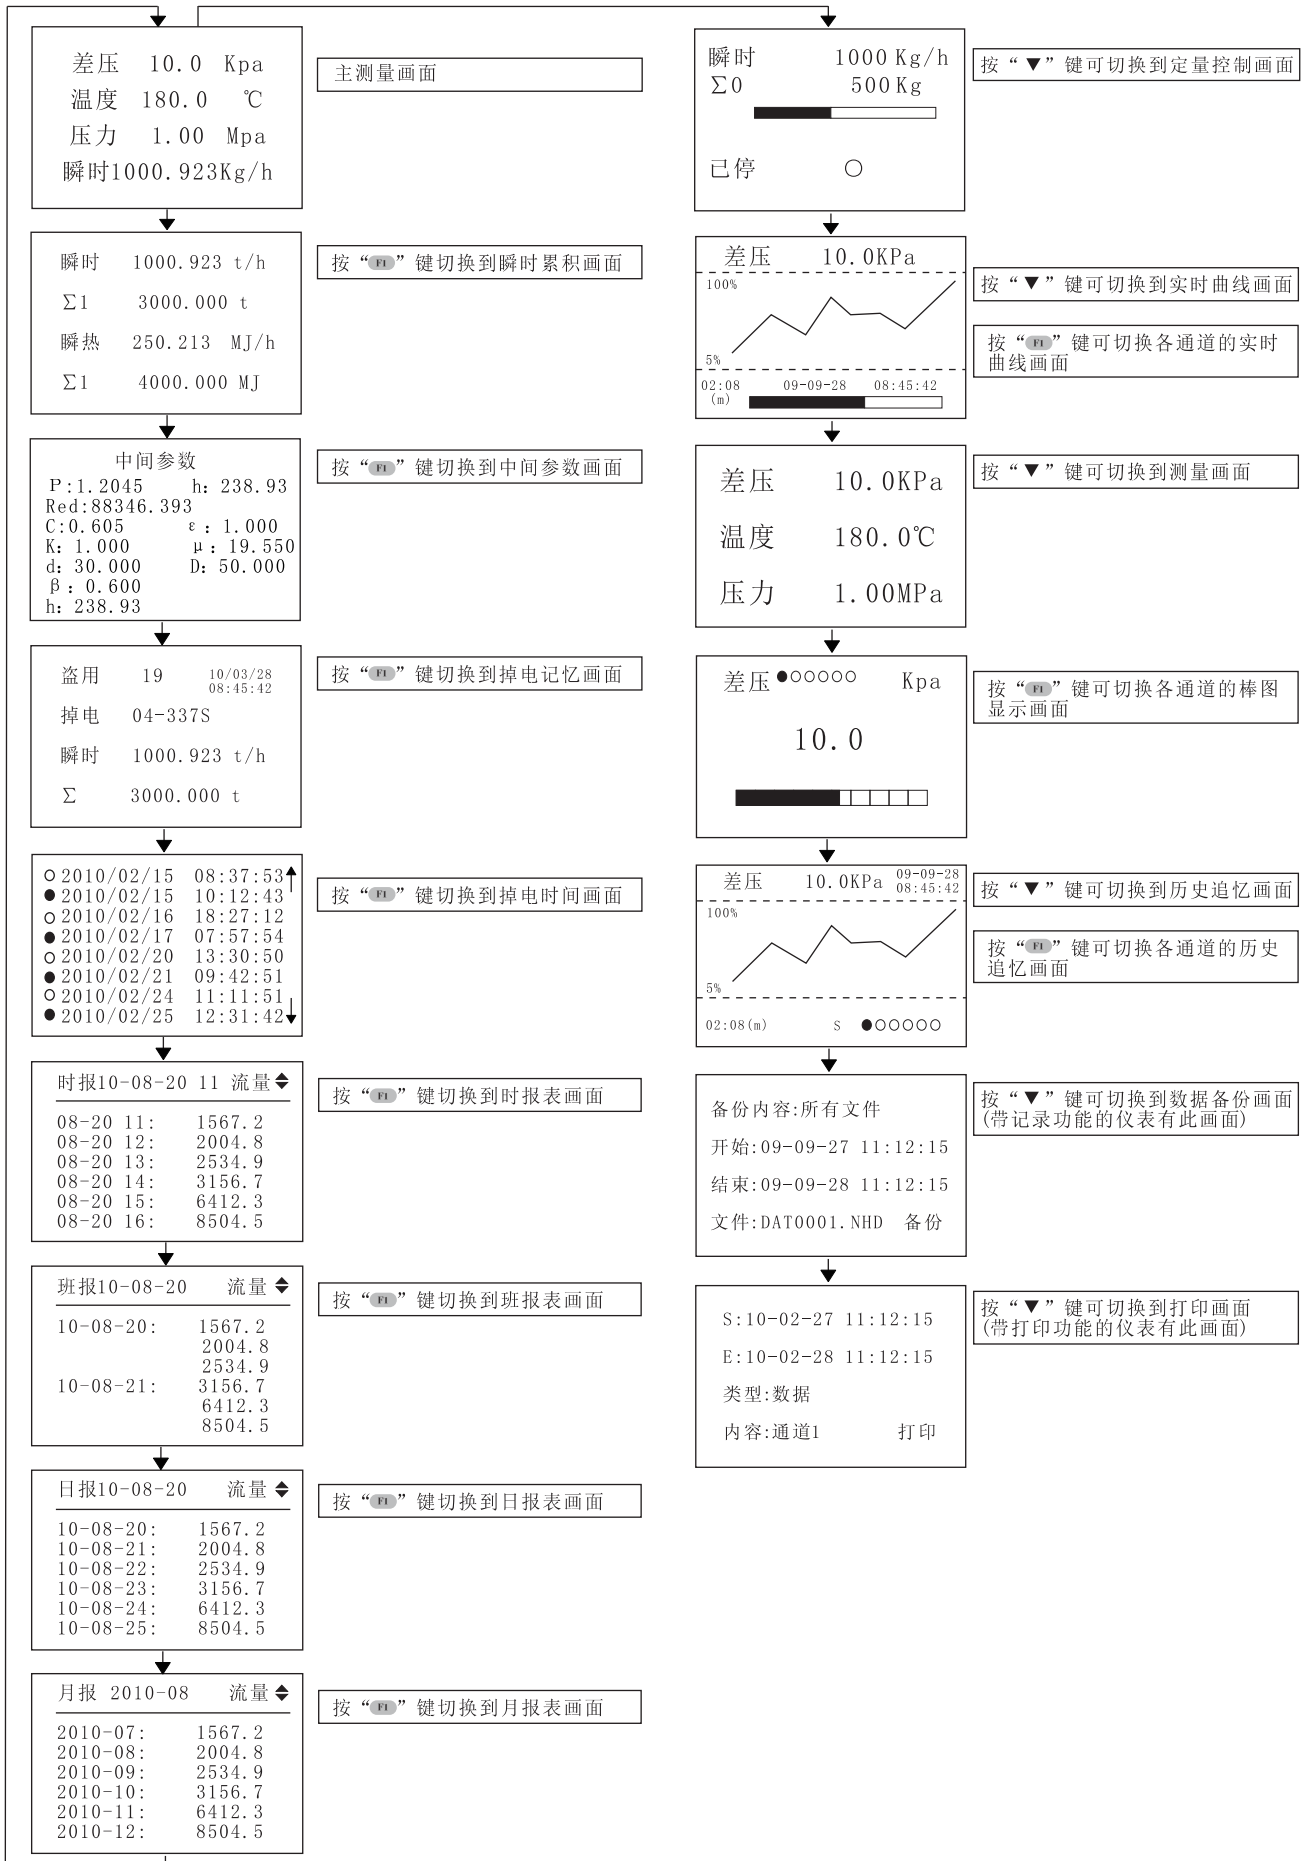 差压 10.0 Kpa
温度 180.0 ℃
压力 1.00 Mpa
瞬时1000.923Kg/h
主测量画面
瞬时 1000.923 t/h
∑1 3000.000 t
瞬热 250.213 MJ/h
∑1 4000.000 MJ
按“F1”键切换到瞬时累积画面
中间参数
P:1.2045 h: 238.93
Red:88346.393
C:0.605 ε: 1.000
K: 1.000 μ: 19.550
d: 30.000 D: 50.000
β: 0.600
h: 238.93
按“F1”键切换到中间参数画面
盗用 19 10/03/28
08:45:42
掉电 04-337S
瞬时 1000.923 t/h
∑ 3000.000 t
按“F1”键切换到掉电记忆画面
○2010/02/15 08:37:53
●2010/02/15 10:12:43
○2010/02/16 18:27:12
●2010/02/17 07:57:54
○2010/02/20 13:30:50
●2010/02/21 09:42:51
○2010/02/24 11:11:51
●2010/02/25 12:31:42
按“F1”键切换到掉电时间画面
时报10-08-20 11 流量
08-20 11: 1567.2
08-20 12: 2004.8
08-20 13: 2534.9
08-20 14: 3156.7
08-20 15: 6412.3
08-20 16: 8504.5
按“F1”键切换到时报表画面
班报10-08-20 流量
10-08-20: 1567.2
2004.8
2534.9
10-08-21: 3156.7
6412.3
8504.5
按“F1”键切换到班报表画面
日报10-08-20 流量
10-08-20: 1567.2
10-08-21: 2004.8
10-08-22: 2534.9
10-08-23: 3156.7
10-08-24: 6412.3
10-08-25: 8504.5
按“F1”键切换到日报表画面
月报 2010-08 流量
2010-07: 1567.2
2010-08: 2004.8
2010-09: 2534.9
2010-10: 3156.7
2010-11: 6412.3
2010-12: 8504.5
按“F1”键切换到月报表画面
瞬时 1000 Kg/h
∑0 500 Kg
已停 ○
按“▼”键可切换到定量控制画面
差压 10.0KPa
100%
5%
02:08 09-09-28 08:45:42
(m)
按“▼”键可切换到实时曲线画面
按“F1”键可切换各通道的实时
曲线画面
差压 10.0KPa
温度 180.0℃
压力 1.00MPa
按“▼”键可切换到测量画面
差压●○○○○○ Kpa
10.0
按“F1”键可切换各通道的棒图
显示画面
差压 10.0KPa 09-09-28
08:45:42
100%
5%
02:08(m) S ●○○○○○
按“▼”键可切换到历史追忆画面
按“F1”键可切换各通道的历史
追忆画面
备份内容:所有文件
开始:09-09-27 11:12:15
结束:09-09-28 11:12:15
文件:DAT0001.NHD 备份
按“▼”键可切换到数据备份画面
(带记录功能的仪表有此画面)
S:10-02-27 11:12:15
E:10-02-28 11:12:15
类型:数据
内容:通道1 打印
按“▼”键可切换到打印画面
(带打印功能的仪表有此画面)